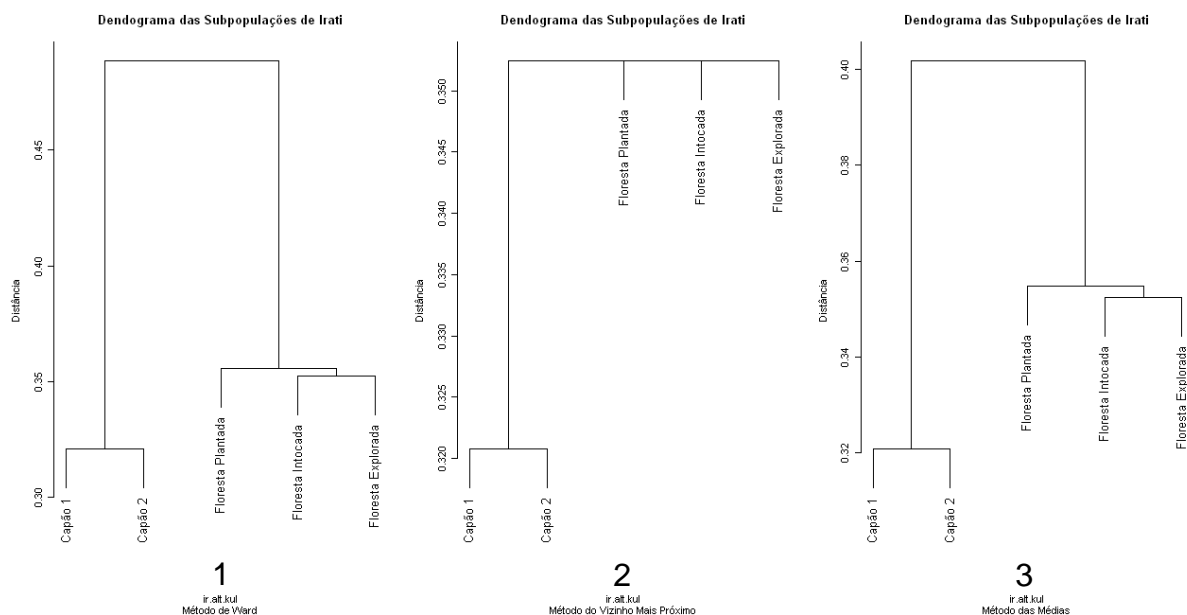 Dendograma das Subpopulações de Irati
Distância
0.45
0.40
0.35
0.30
Capão 1
Capão 2
Floresta Plantada
Floresta Intocada
Floresta Explorada
1
ir.alt.kul
Método de Ward
Dendograma das Subpopulações de Irati
Distância
0.350
0.345
0.340
0.335
0.330
0.325
0.320
Capão 1
Capão 2
Floresta Plantada
Floresta Intocada
Floresta Explorada
2
ir.alt.kul
Método do Vizinho Mais Próximo
Dendograma das Subpopulações de Irati
Distância
0.40
0.38
0.36
0.34
0.32
Capão 1
Capão 2
Floresta Plantada
Floresta Intocada
Floresta Explorada
3
ir.alt.kul
Método das Médias